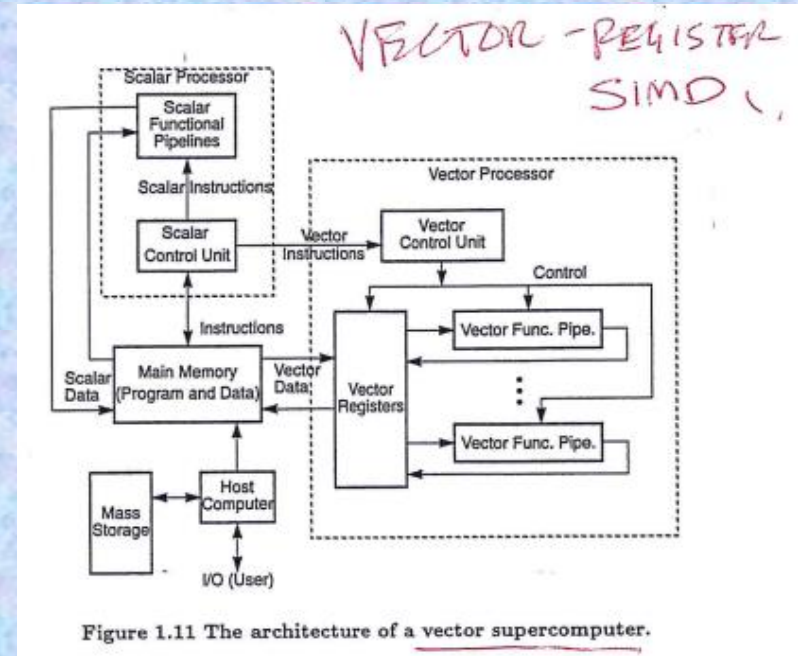 VECTOR - REGISTER
SIMD
Scalar Processor
Scalar
Functional
Pipelines
Scalar Instructions
Scalar
Control Unit
Vector
Instructions
Vector Processor
Vector
Control Unit
Control
Instructions
Main Memory
(Program and Data)
Scalar
Data
Vector
Data
Vector
Registers
Vector Func. Pipe.
Vector Func. Pipe.
Mass
Storage
Host
Computer
I/O (User)
Figure 1.11 The architecture of a vector supercomputer.